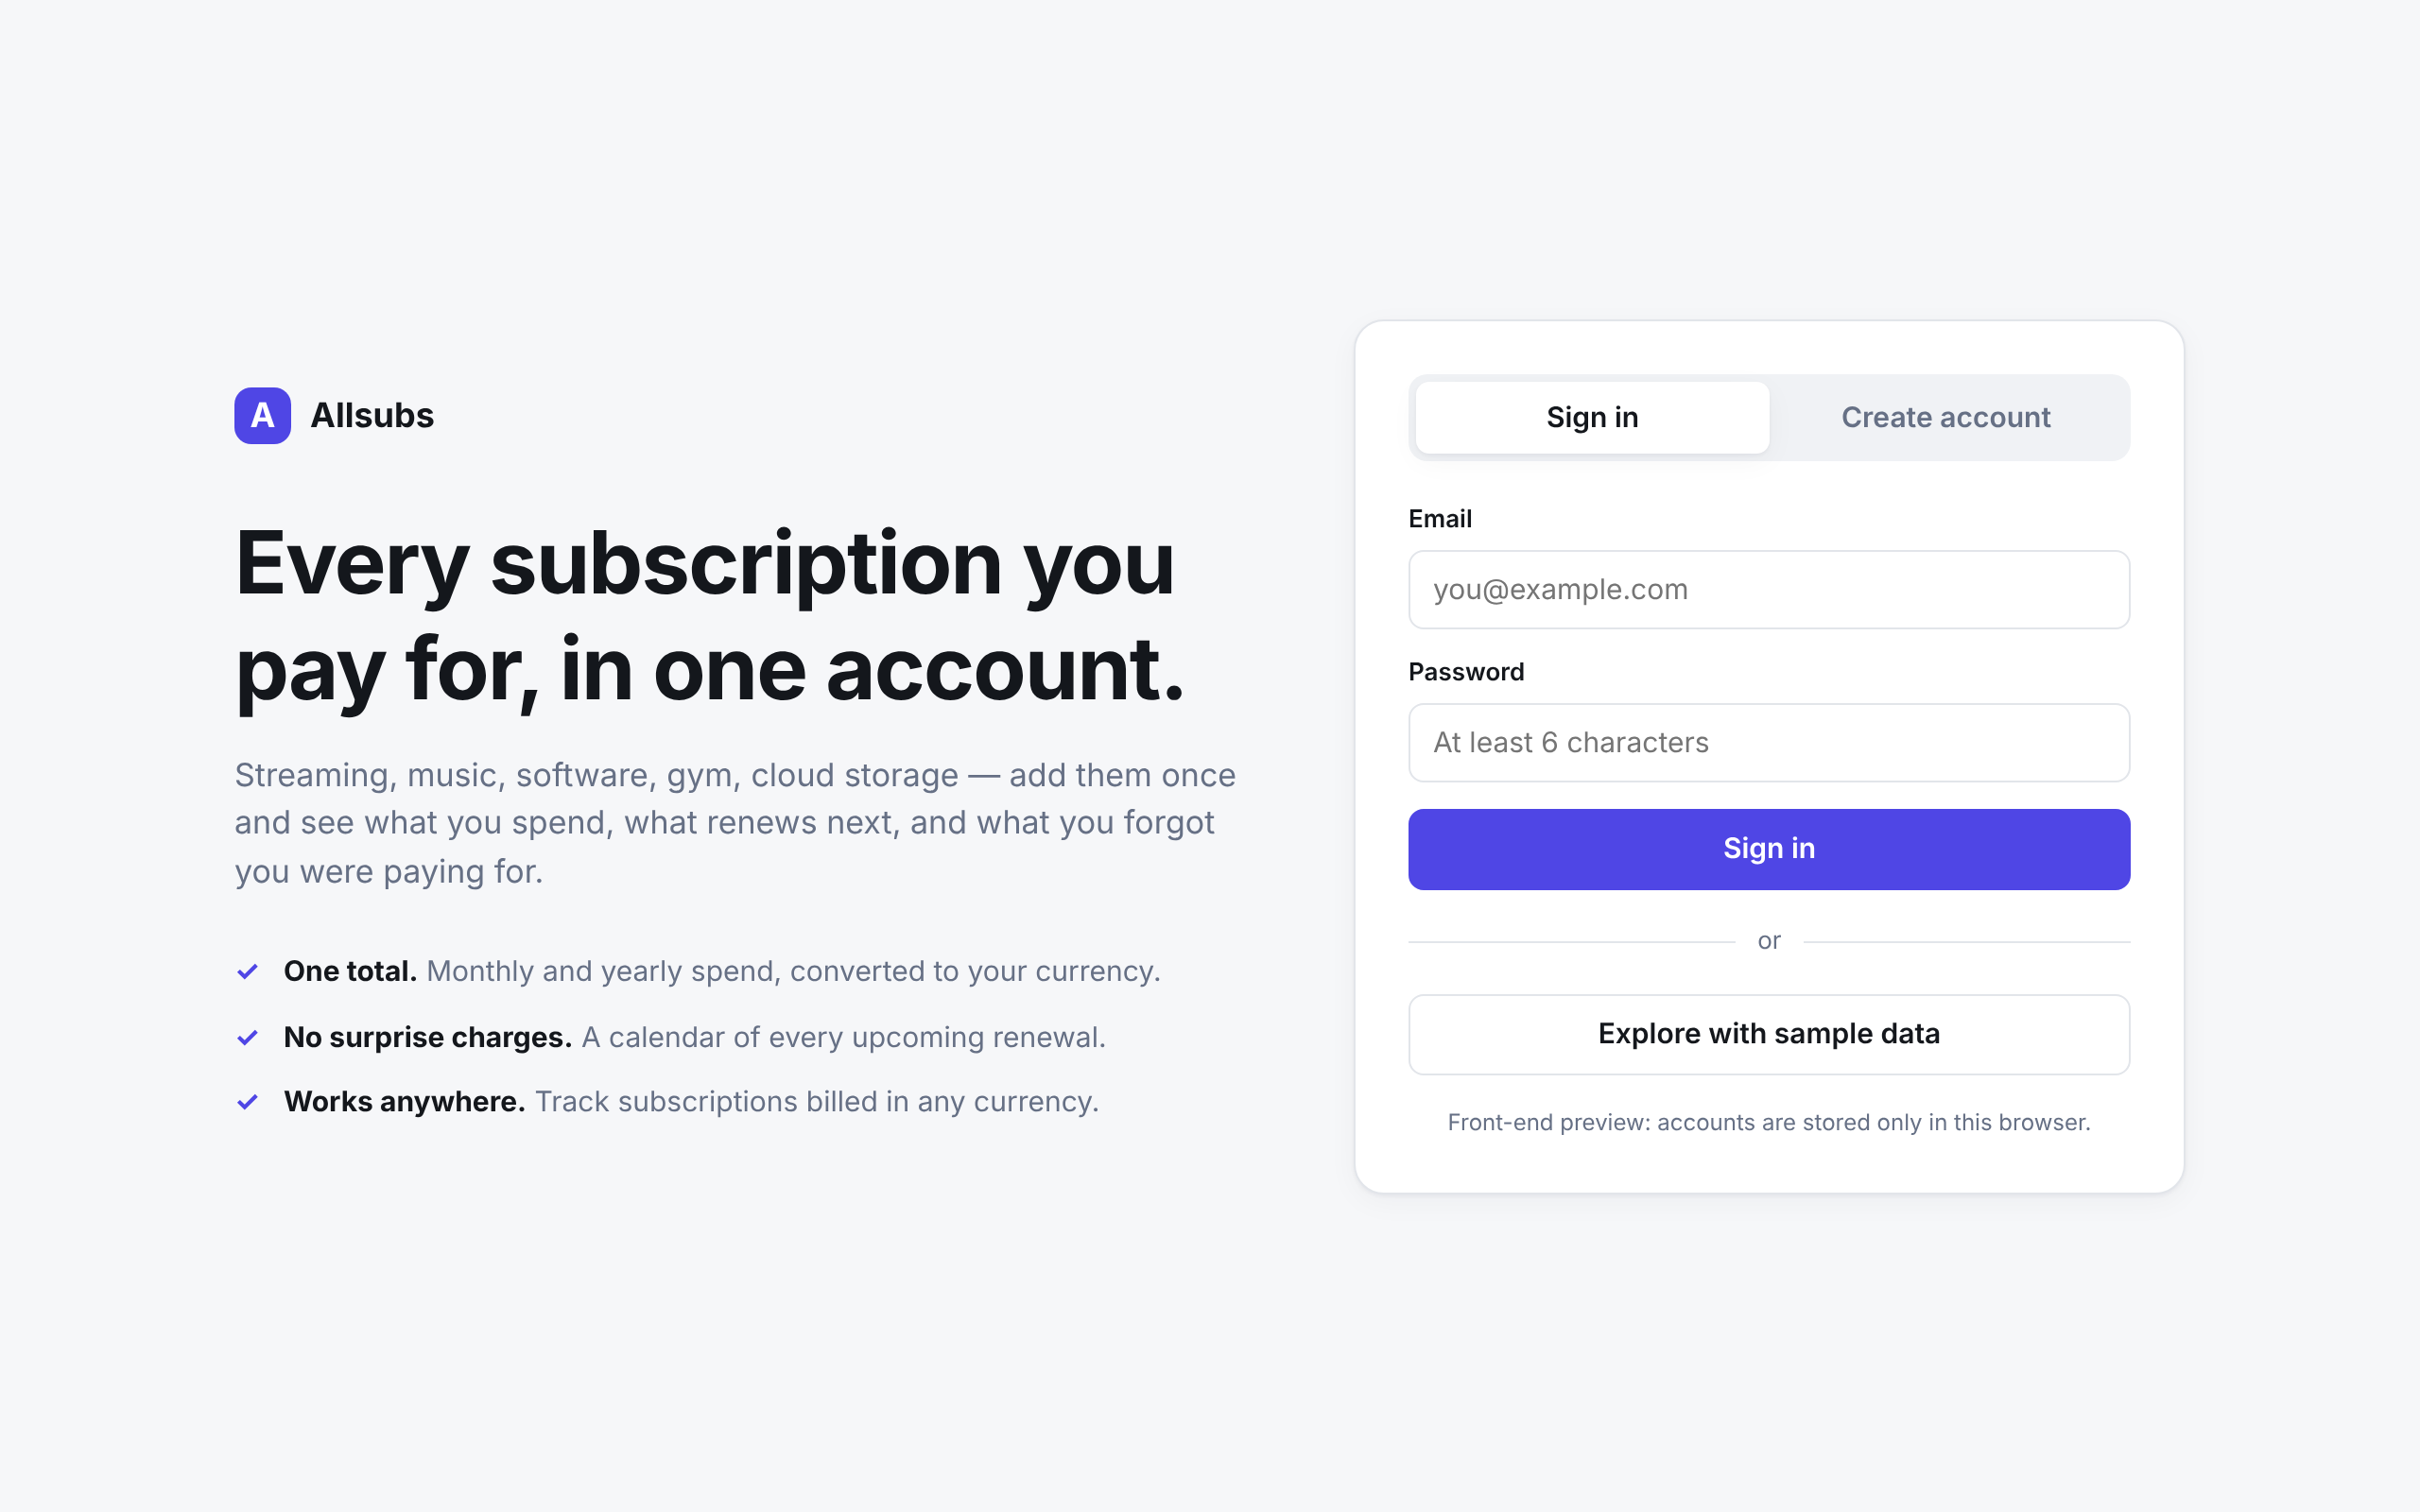 A Allsubs
Every subscription you
pay for, in one account.
Streaming, music, software, gym, cloud storage — add them once
and see what you spend, what renews next, and what you forgot
you were paying for.
One total. Monthly and yearly spend, converted to your currency.
No surprise charges. A calendar of every upcoming renewal.
Works anywhere. Track subscriptions billed in any currency.
Sign in Create account
Email
you@example.com
Password
At least 6 characters
Sign in
or
Explore with sample data
Front-end preview: accounts are stored only in this browser.